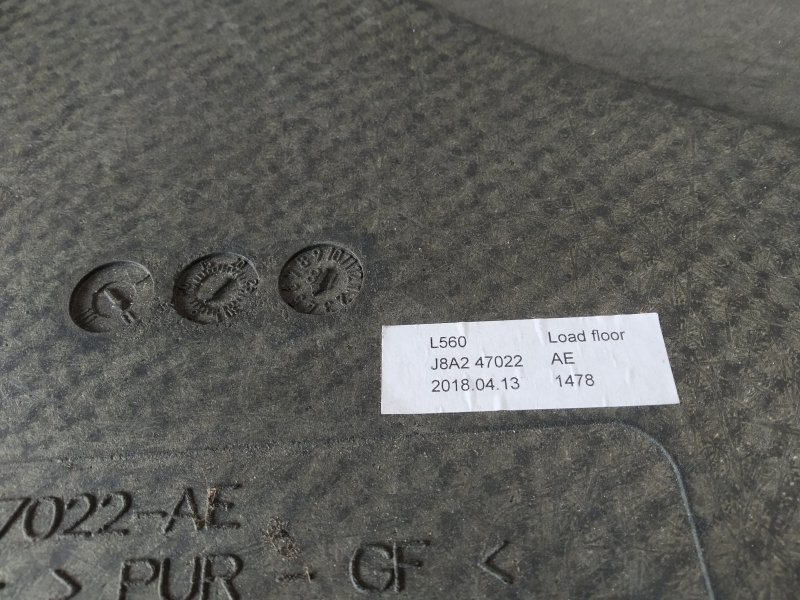 L560 Load floor
J8A2 47022 AE
2018.04.13 1478
7022-AE
> PUR - GF <